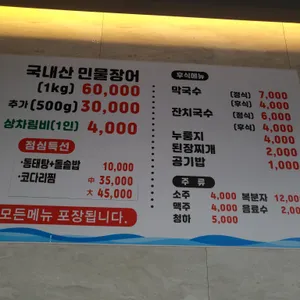 국내산 민물장어
(1kg) 60,000
추가(500g) 30,000
상차림비(1인) 4,000
점심특선
·동태탕+돌솥밥 10,000
·코다리찜 中 35,000
大 45,000
모든메뉴 포장됩니다.
후식메뉴
막국수 (정식) 7,000
(후식) 4,000
잔치국수 (정식) 6,000
(후식) 4,000
누룽지 4,000
된장찌개 2,000
공기밥 1,000
주 류
소주 4,000 복분자 12,00
맥주 4,000 음료수 2,00
청하 5,000